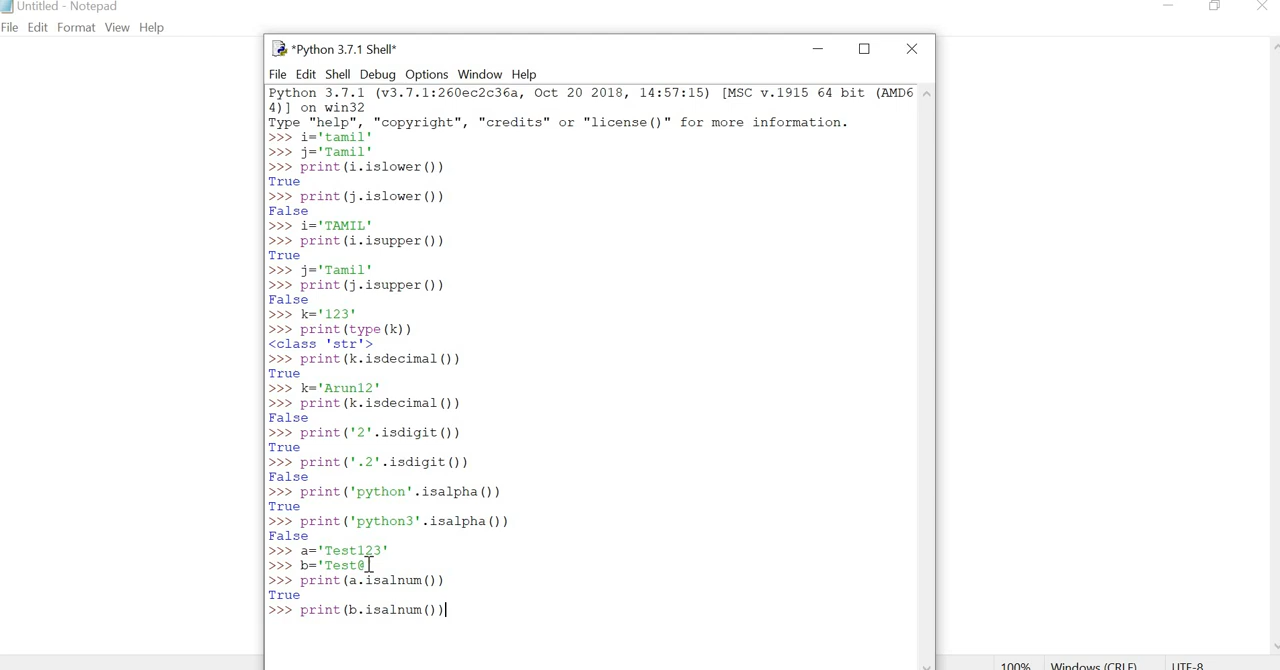 Untitled - Notepad
File Edit Format View Help
*Python 3.7.1 Shell*
File Edit Shell Debug Options Window Help
Python 3.7.1 (v3.7.1:260ec2c36a, Oct 20 2018, 14:57:15) [MSC v.1915 64 bit (AMD6
4)] on win32
Type "help", "copyright", "credits" or "license()" for more information.
>>> i='tamil'
>>> j='Tamil'
>>> print(i.islower())
True
>>> print(j.islower())
False
>>> i='TAMIL'
>>> print(i.isupper())
True
>>> j='Tamil'
>>> print(j.isupper())
False
>>> k='123'
>>> print(type(k))
<class 'str'>
>>> print(k.isdecimal())
True
>>> k='Arun12'
>>> print(k.isdecimal())
False
>>> print('2'.isdigit())
True
>>> print('.2'.isdigit())
False
>>> print('python'.isalpha())
True
>>> print('python3'.isalpha())
False
>>> a='Test123'
>>> b='Test@
>>> print(a.isalnum())
True
>>> print(b.isalnum())
100% Windows (CRLF) UTF-8